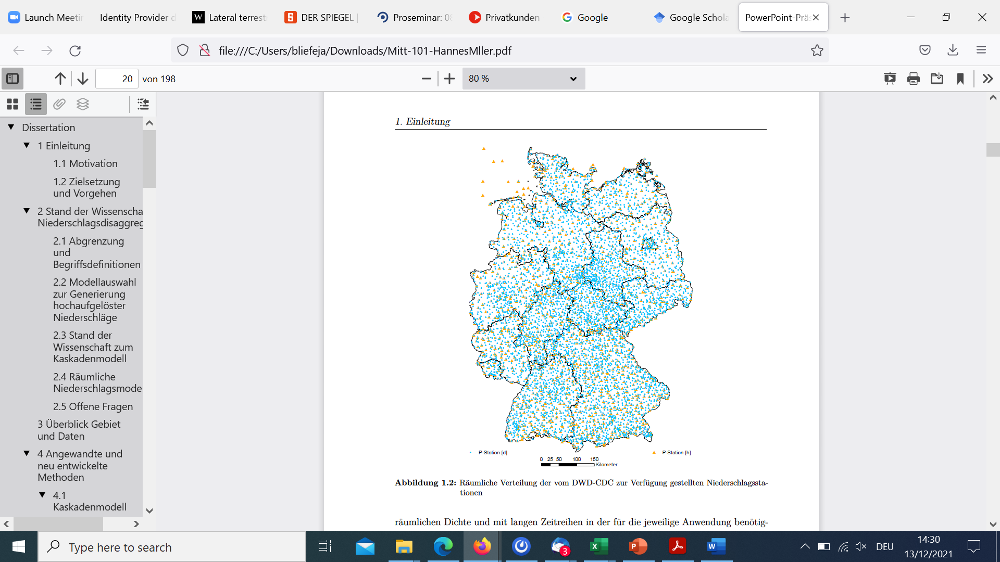 Launch Meeti
Identity Provider d
Lateral terrest
DER SPIEGEL |
Proseminar: 08
Privatkunden
Google
Google Schola
PowerPoint-Präs
file:///C:/Users/bliefeja/Downloads/Mitt-101-HannesMller.pdf
20 von 198
80 %
Dissertation
1 Einleitung
1.1 Motivation
1.2 Zielsetzung
und Vorgehen
2 Stand der Wissenscha
Niederschlagsdisaggreg
2.1 Abgrenzung
und
Begriffsdefinitionen
2.2 Modellauswahl
zur Generierung
hochaufgelöster
Niederschläge
2.3 Stand der
Wissenschaft zum
Kaskadenmodell
2.4 Räumliche
Niederschlagsmode
2.5 Offene Fragen
3 Überblick Gebiet
und Daten
4 Angewandte und
neu entwickelte
Methoden
4.1
Kaskadenmodell
1. Einleitung
P-Station [d]
P-Station [h]
0 25 50 100 150
Kilometer
Abbildung 1.2: Räumliche Verteilung der vom DWD-CDC zur Verfügung gestellten Niederschlagssta-
tionen
räumlichen Dichte und mit langen Zeitreihen in der für die jeweilige Anwendung benötig-
Type here to search
3
DEU
14:30
13/12/2021